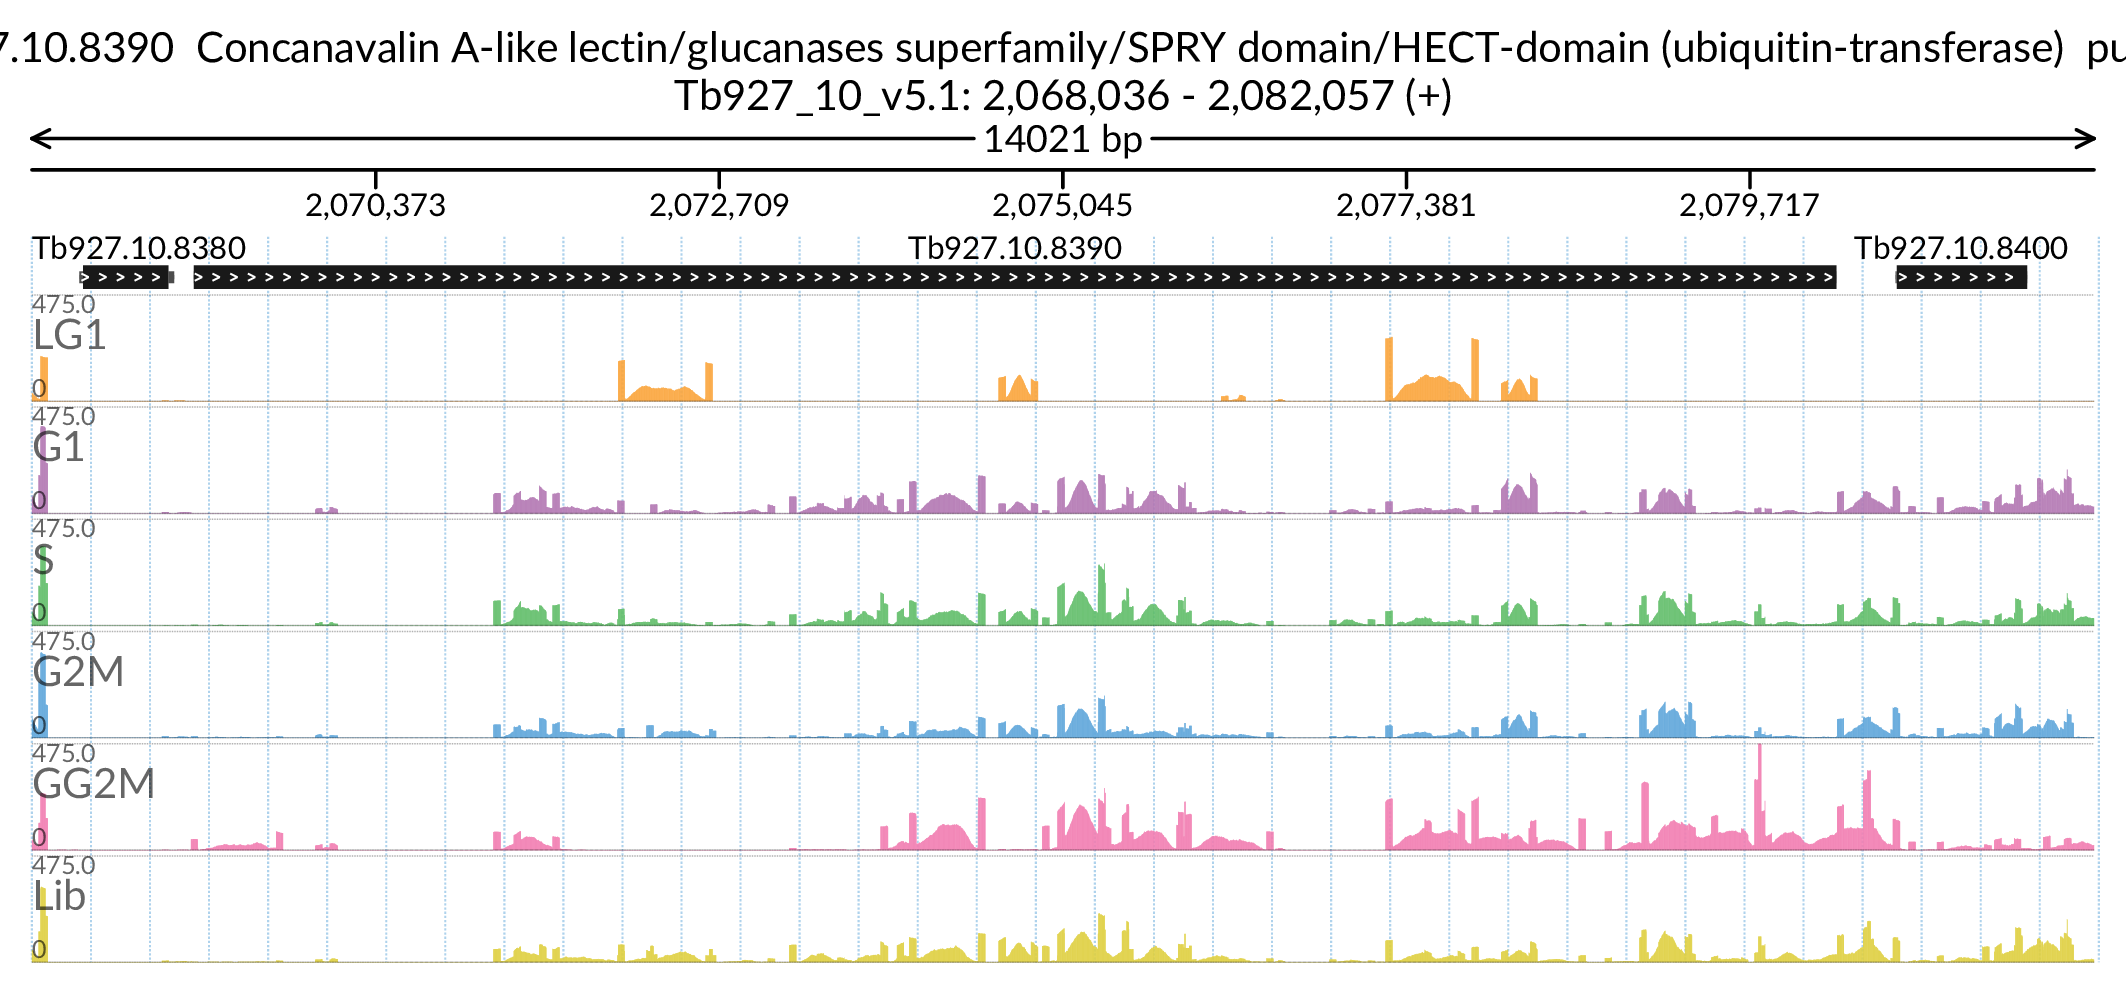 7.10.8390 Concanavalin A-like lectin/glucanases superfamily/SPRY domain/HECT-domain (ubiquitin-transferase) pu
Tb927_10_v5.1: 2,068,036 - 2,082,057 (+)
14021 bp
2,070,373 2,072,709 2,075,045 2,077,381 2,079,717
Tb927.10.8380 Tb927.10.8390 Tb927.10.8400
475.0
LG1
0
475.0
G1
0
475.0
S
0
475.0
G2M
0
475.0
GG2M
0
475.0
Lib
0